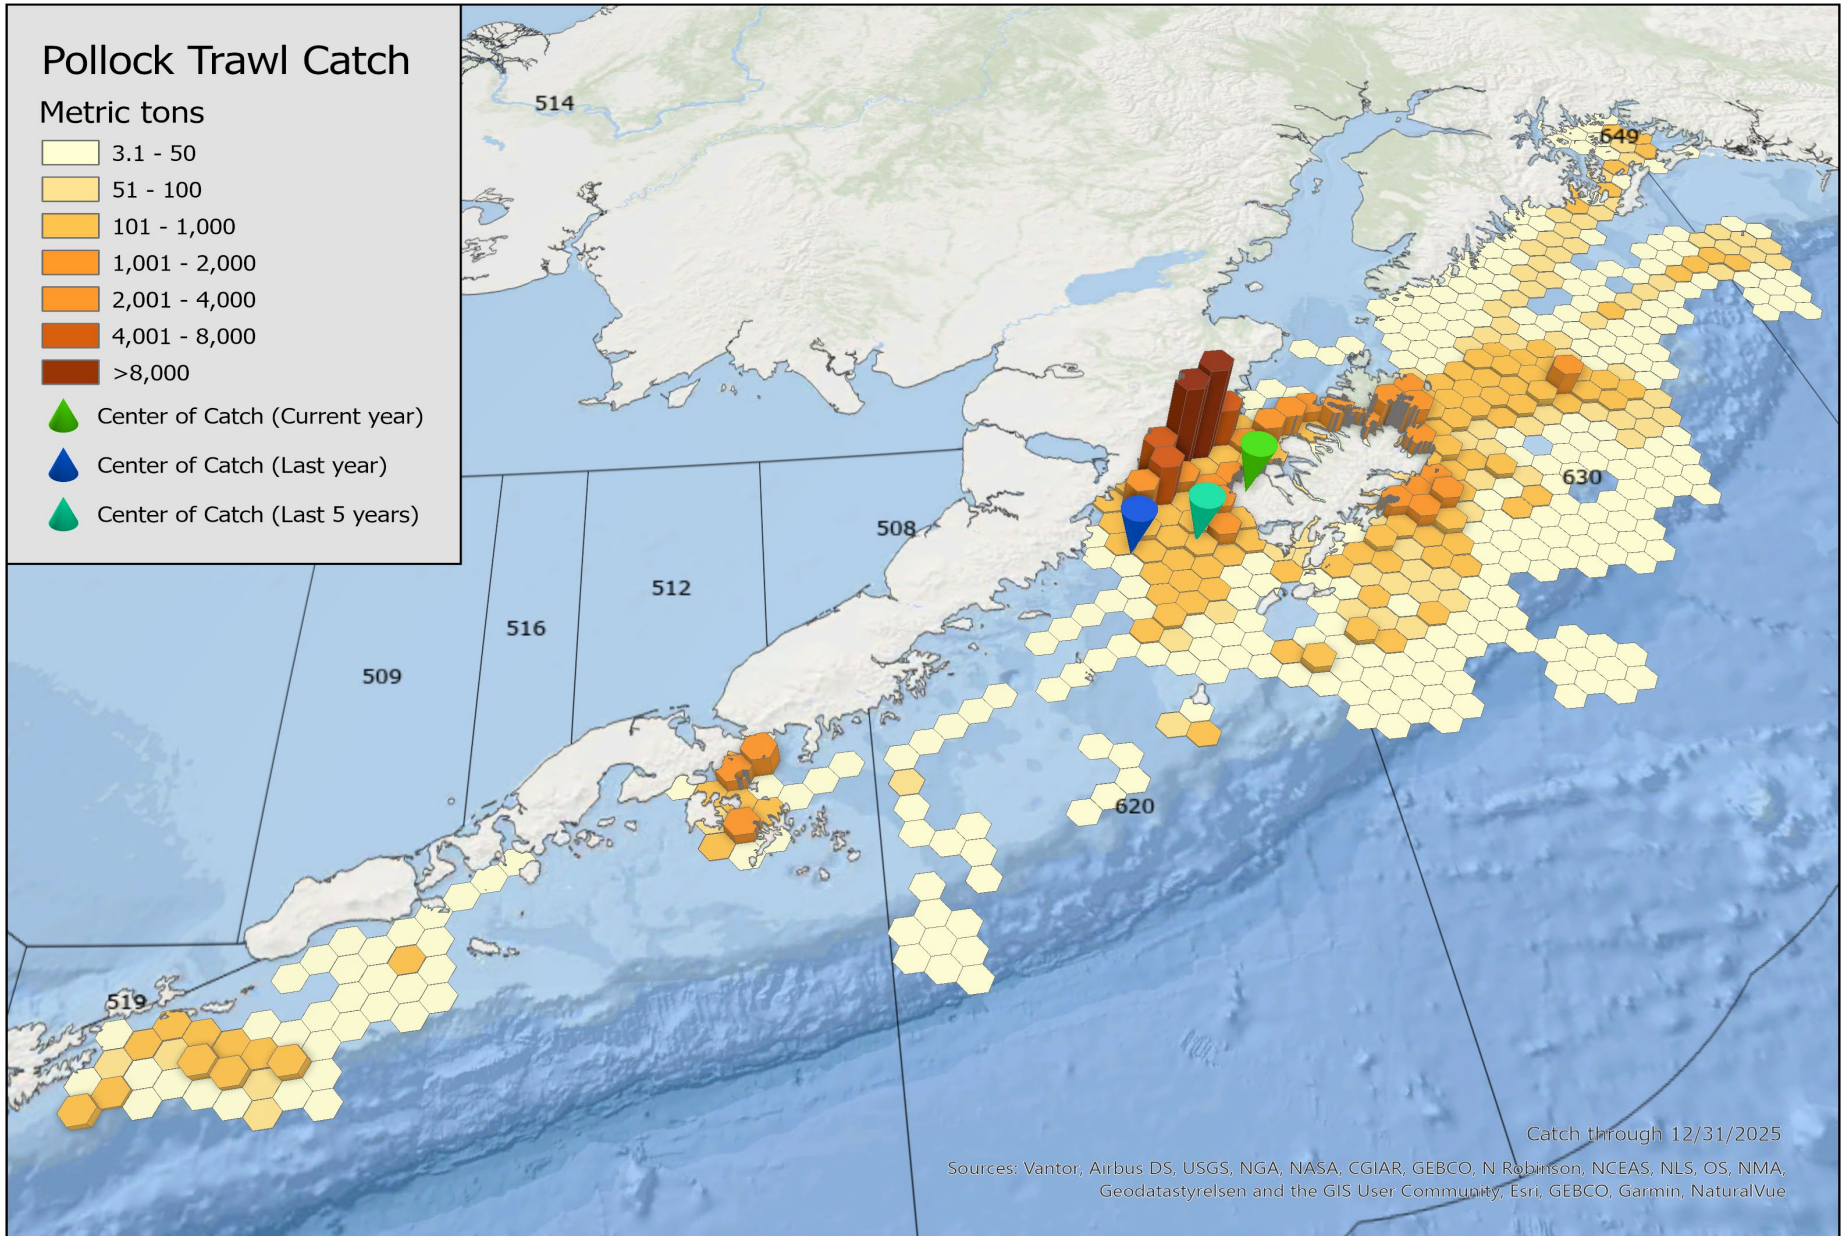 Pollock Trawl Catch
Metric tons
3.1 - 50
51 - 100
101 - 1,000
1,001 - 2,000
2,001 - 4,000
4,001 - 8,000
>8,000
Center of Catch (Current year)
Center of Catch (Last year)
Center of Catch (Last 5 years)
514
649
630
508
512
516
509
620
519
Catch through 12/31/2025
Sources: Vantor, Airbus DS, USGS, NGA, NASA, CGIAR, GEBCO, N Robinson, NCEAS, NLS, OS, NMA,
Geodatastyrelsen and the GIS User Community, Esri, GEBCO, Garmin, NaturalVue